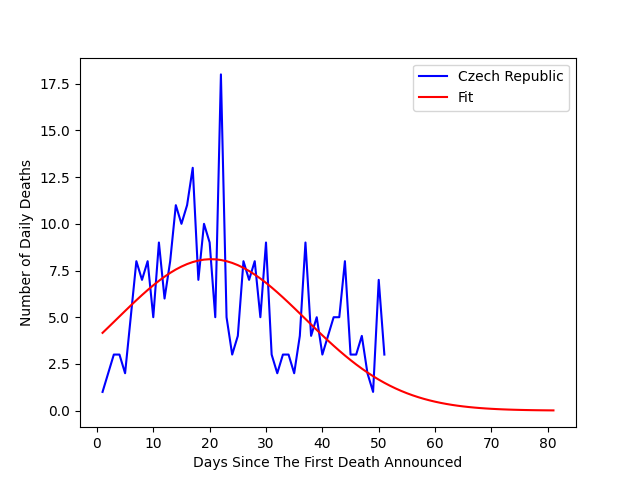 Czech Republic
Fit
17.5
15.0
12.5
10.0
7.5
5.0
2.5
0.0
Number of Daily Deaths
0 10 20 30 40 50 60 70 80
Days Since The First Death Announced